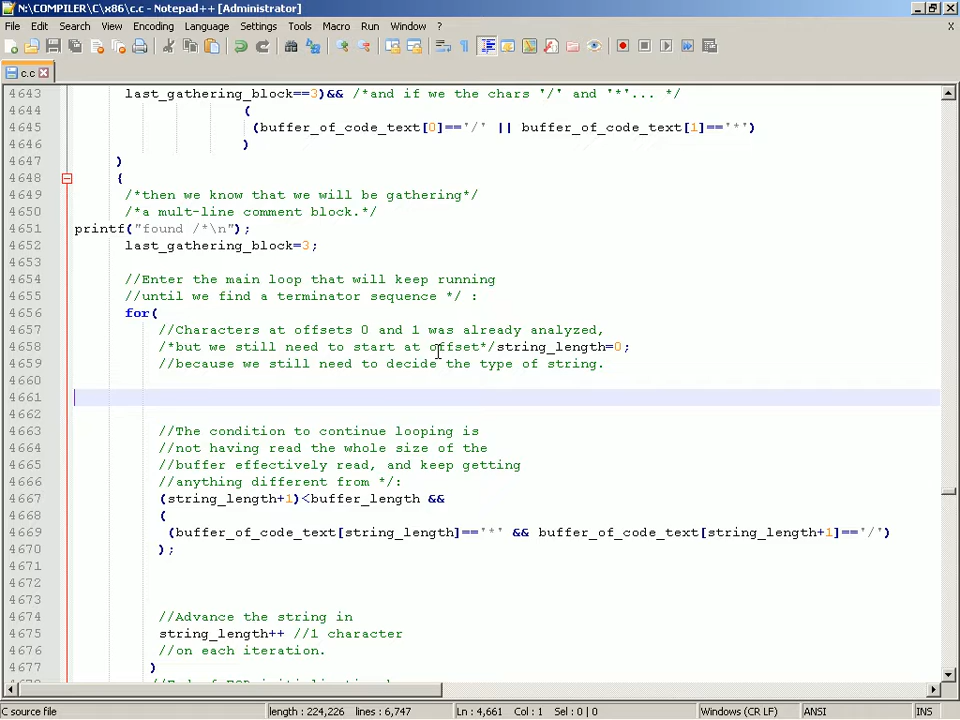 N:\COMPILER\C\x86\c.c - Notepad++ [Administrator]
File Edit Search View Encoding Language Settings Tools Macro Run Window ? X
c.c
4643 last_gathering_block==3)&& /*and if we the chars '/' and '*'... */
4644 (
4645 (buffer_of_code_text[0]=='/' || buffer_of_code_text[1]=='*')
4646 )
4647 )
4648 {
4649 /*then we know that we will be gathering*/
4650 /*a mult-line comment block.*/
4651 printf("found /*\n");
4652 last_gathering_block=3;
4653
4654 //Enter the main loop that will keep running
4655 //until we find a terminator sequence */ :
4656 for(
4657 //Characters at offsets 0 and 1 was already analyzed,
4658 /*but we still need to start at offset*/string_length=0;
4659 //because we still need to decide the type of string.
4660
4661
4662
4663 //The condition to continue looping is
4664 //not having read the whole size of the
4665 //buffer effectively read, and keep getting
4666 //anything different from */:
4667 (string_length+1)<buffer_length &&
4668 (
4669 (buffer_of_code_text[string_length]=='*' && buffer_of_code_text[string_length+1]=='/')
4670 );
4671
4672
4673
4674 //Advance the string in
4675 string_length++ //1 character
4676 //on each iteration.
4677 )
C source file length : 224,226 lines : 6,747 Ln : 4,661 Col : 1 Sel : 0 | 0 Windows (CR LF) ANSI INS